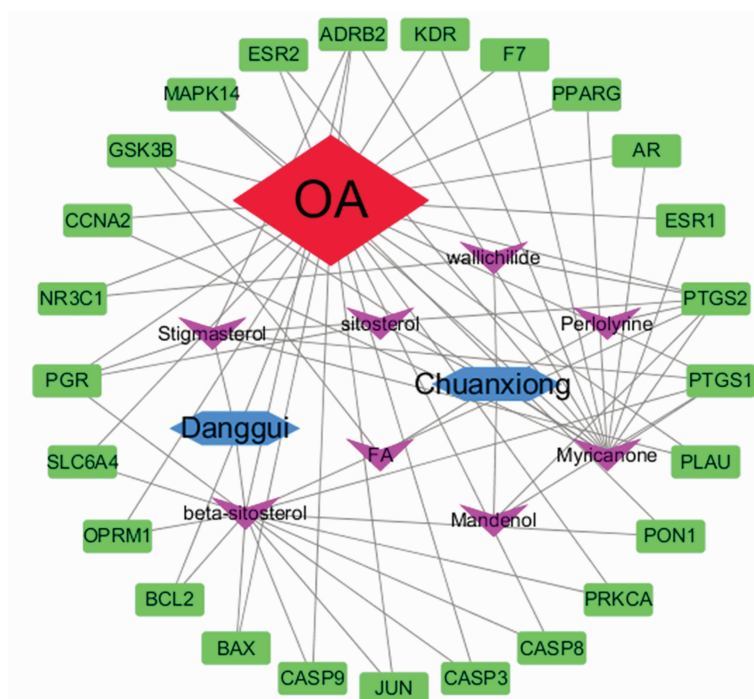 ADRB2
KDR
ESR2
F7
MAPK14
PPARG
GSK3B
AR
OA
CCNA2
ESR1
wallichilide
NR3C1
PTGS2
Stigmasterol
sitosterol
Perlolyrine
PGR
Chuanxiong
PTGS1
Danggui
SLC6A4
FA
Myricanone
PLAU
beta-sitosterol
Mandenol
OPRM1
PON1
BCL2
PRKCA
BAX
CASP8
CASP9
CASP3
JUN